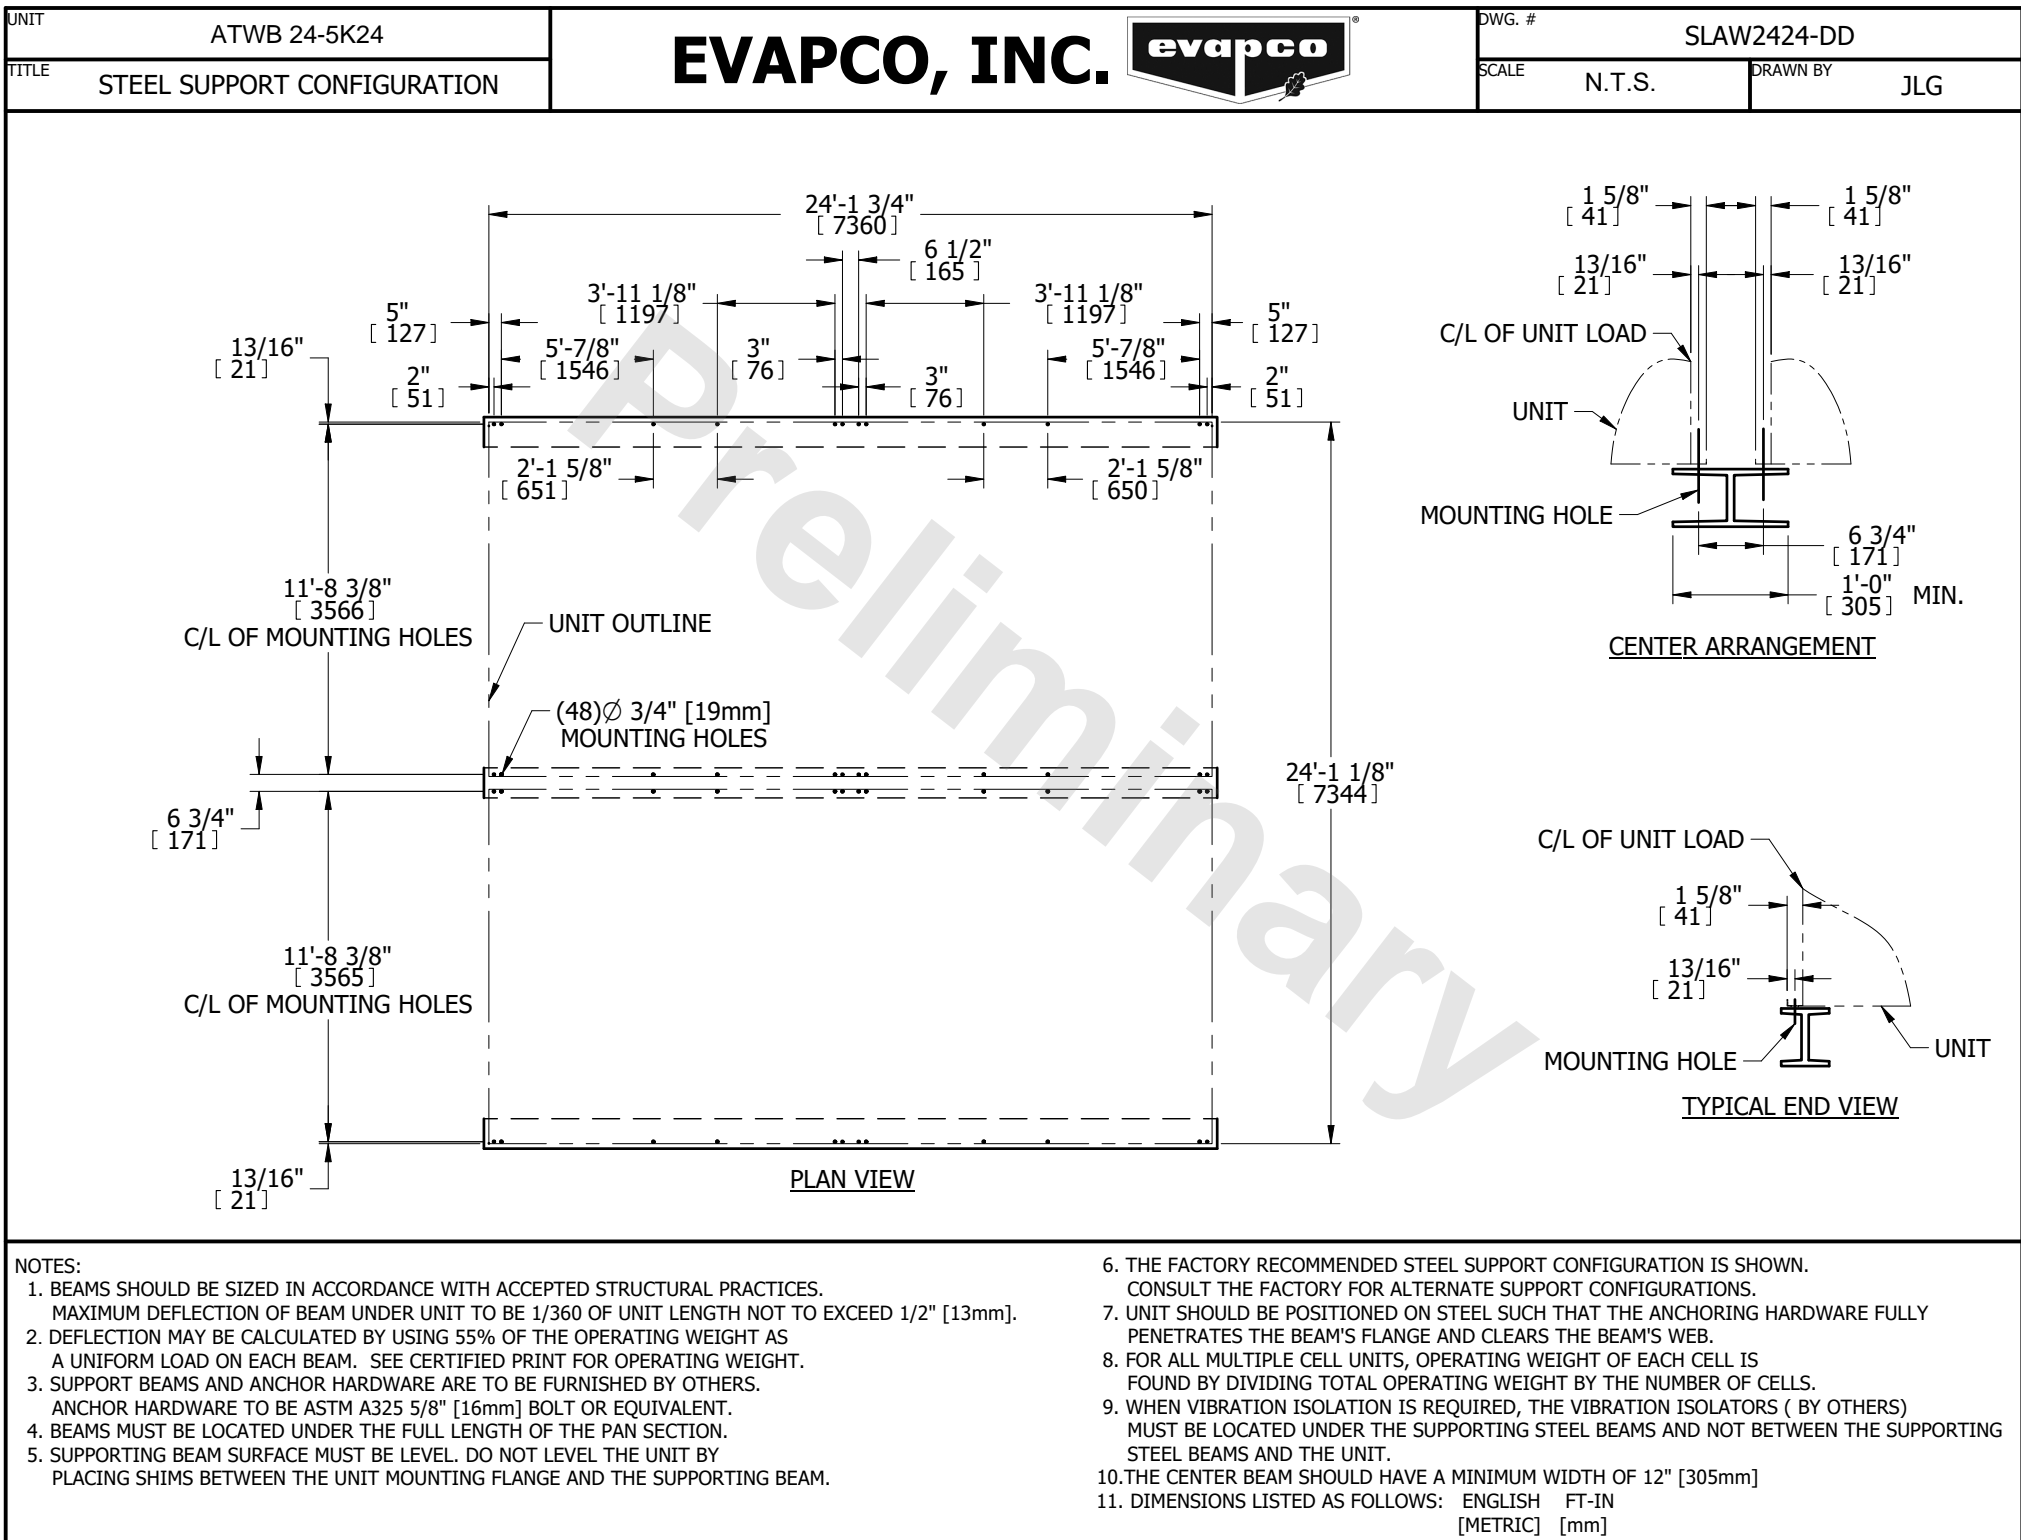 UNIT
ATWB 24-5K24
TITLE
STEEL SUPPORT CONFIGURATION
EVAPCO, INC.
evapco
®
DWG. #
SLAW2424-DD
SCALE
N.T.S.
DRAWN BY
JLG
24'-1 3/4"
[ 7360 ]
6 1/2"
[ 165 ]
3'-11 1/8"
[ 1197 ]
3'-11 1/8"
[ 1197 ]
5"
[ 127 ]
5"
[ 127 ]
13/16"
[ 21 ]
5'-7/8"
[ 1546 ]
3"
[ 76 ]
5'-7/8"
[ 1546 ]
2"
[ 51 ]
3"
[ 76 ]
2"
[ 51 ]
2'-1 5/8"
[ 651 ]
2'-1 5/8"
[ 650 ]
11'-8 3/8"
[ 3566 ]
C/L OF MOUNTING HOLES
UNIT OUTLINE
(48)Ø 3/4" [19mm]
MOUNTING HOLES
6 3/4"
[ 171 ]
24'-1 1/8"
[ 7344 ]
11'-8 3/8"
[ 3565 ]
C/L OF MOUNTING HOLES
13/16"
[ 21 ]
PLAN VIEW
Preliminary
1 5/8"
[ 41 ]
1 5/8"
[ 41 ]
13/16"
[ 21 ]
13/16"
[ 21 ]
C/L OF UNIT LOAD
UNIT
MOUNTING HOLE
6 3/4"
[ 171 ]
1'-0"
[ 305 ] MIN.
CENTER ARRANGEMENT
C/L OF UNIT LOAD
1 5/8"
[ 41 ]
13/16"
[ 21 ]
MOUNTING HOLE
UNIT
TYPICAL END VIEW
NOTES:
1. BEAMS SHOULD BE SIZED IN ACCORDANCE WITH ACCEPTED STRUCTURAL PRACTICES.
MAXIMUM DEFLECTION OF BEAM UNDER UNIT TO BE 1/360 OF UNIT LENGTH NOT TO EXCEED 1/2" [13mm].
2. DEFLECTION MAY BE CALCULATED BY USING 55% OF THE OPERATING WEIGHT AS
A UNIFORM LOAD ON EACH BEAM. SEE CERTIFIED PRINT FOR OPERATING WEIGHT.
3. SUPPORT BEAMS AND ANCHOR HARDWARE ARE TO BE FURNISHED BY OTHERS.
ANCHOR HARDWARE TO BE ASTM A325 5/8" [16mm] BOLT OR EQUIVALENT.
4. BEAMS MUST BE LOCATED UNDER THE FULL LENGTH OF THE PAN SECTION.
5. SUPPORTING BEAM SURFACE MUST BE LEVEL. DO NOT LEVEL THE UNIT BY
PLACING SHIMS BETWEEN THE UNIT MOUNTING FLANGE AND THE SUPPORTING BEAM.
6. THE FACTORY RECOMMENDED STEEL SUPPORT CONFIGURATION IS SHOWN.
CONSULT THE FACTORY FOR ALTERNATE SUPPORT CONFIGURATIONS.
7. UNIT SHOULD BE POSITIONED ON STEEL SUCH THAT THE ANCHORING HARDWARE FULLY
PENETRATES THE BEAM'S FLANGE AND CLEARS THE BEAM'S WEB.
8. FOR ALL MULTIPLE CELL UNITS, OPERATING WEIGHT OF EACH CELL IS
FOUND BY DIVIDING TOTAL OPERATING WEIGHT BY THE NUMBER OF CELLS.
9. WHEN VIBRATION ISOLATION IS REQUIRED, THE VIBRATION ISOLATORS ( BY OTHERS)
MUST BE LOCATED UNDER THE SUPPORTING STEEL BEAMS AND NOT BETWEEN THE SUPPORTING
STEEL BEAMS AND THE UNIT.
10.THE CENTER BEAM SHOULD HAVE A MINIMUM WIDTH OF 12" [305mm]
11. DIMENSIONS LISTED AS FOLLOWS: ENGLISH FT-IN
[METRIC] [mm]